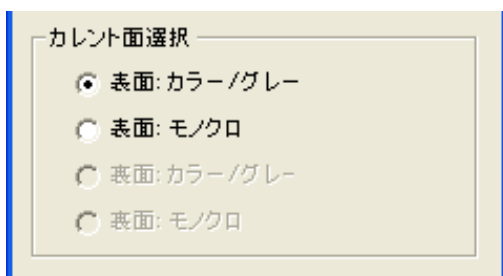 カレント面選択
表面: カラー/グレー
表面: モノクロ
裏面: カラー/グレー
裏面: モノクロ